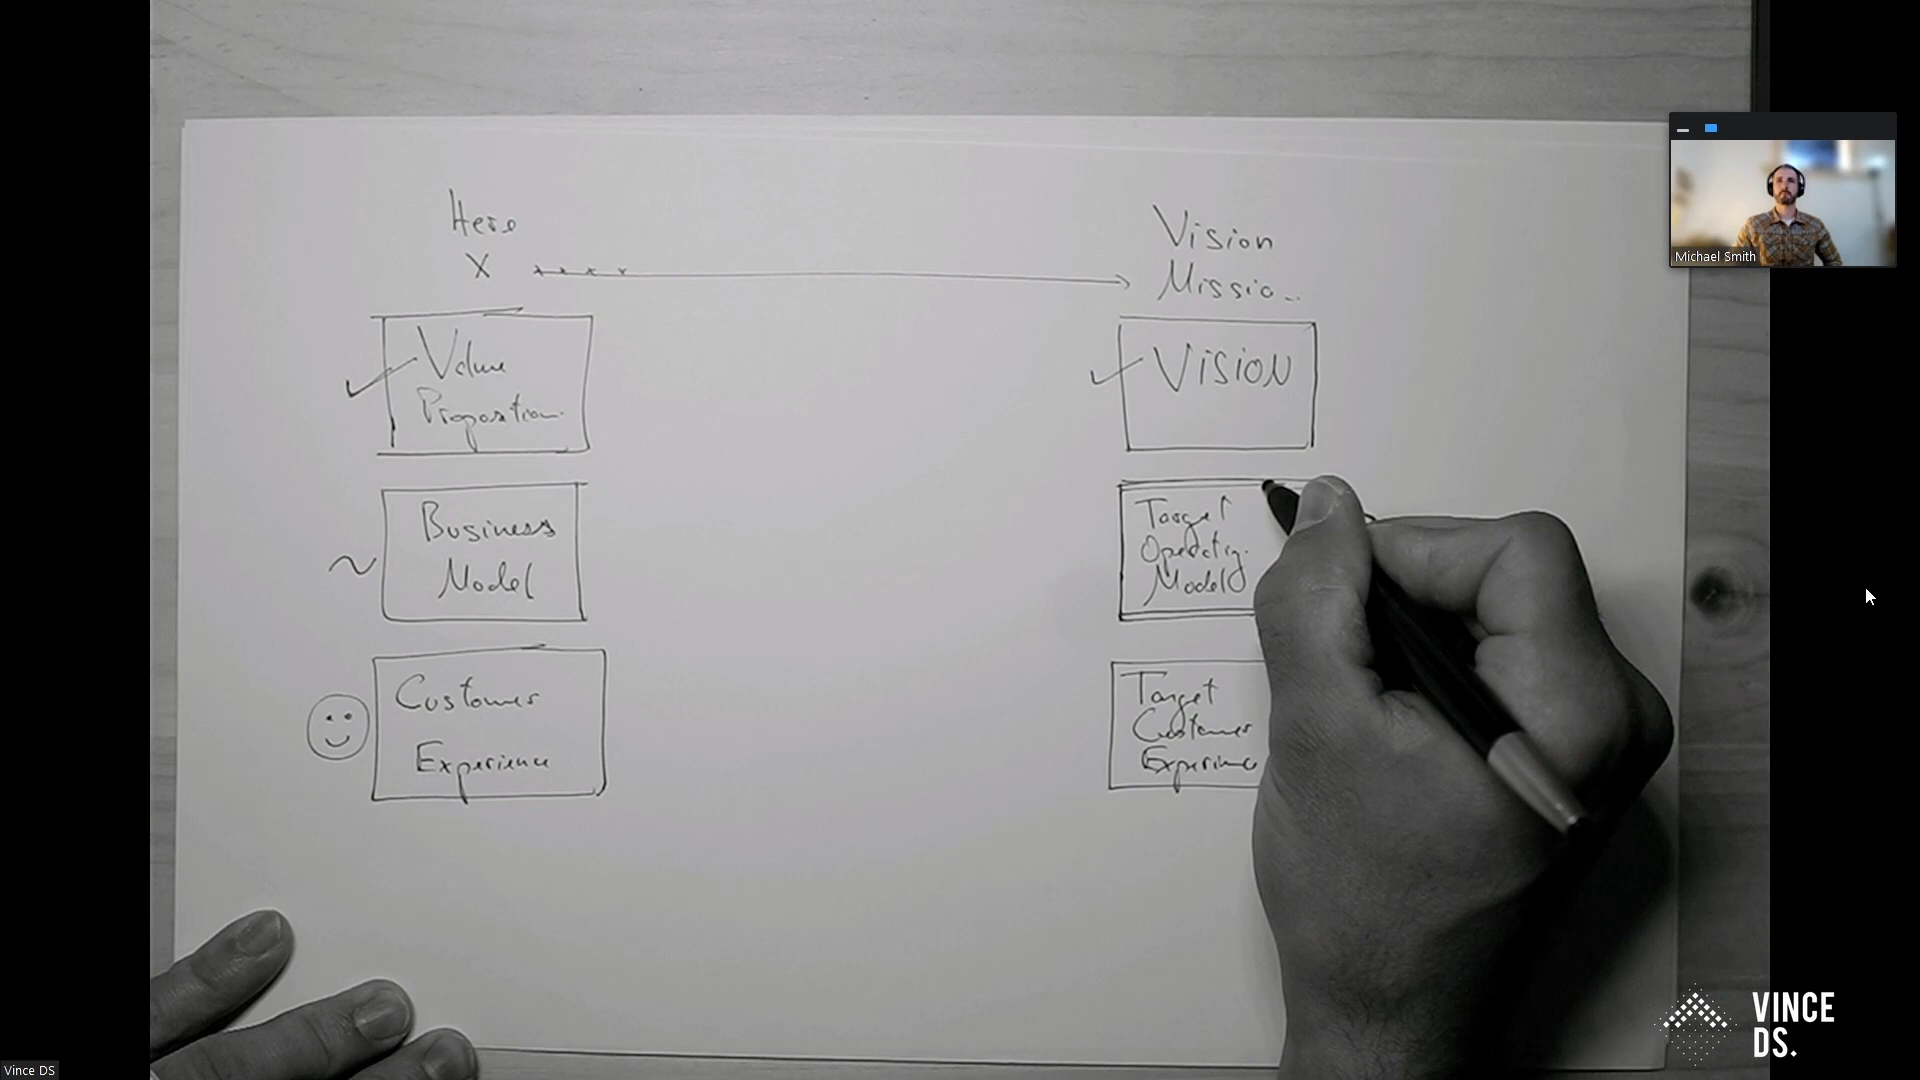 Here
X
Vision
Missio..
Value
Proposition
VISION
Business
Model
Target
Operatig.
Model
Customer
Experience
Target
Customer
Experience
Michael Smith
VINCE
DS.
Vince DS